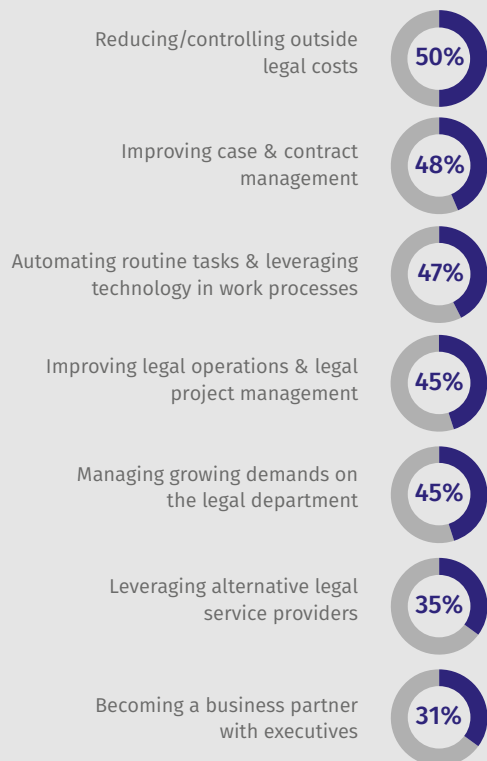 Reducing/controlling outside
legal costs
50%
Improving case & contract
management
48%
Automating routine tasks & leveraging
technology in work processes
47%
Improving legal operations & legal
project management
45%
Managing growing demands on
the legal department
45%
Leveraging alternative legal
service providers
35%
Becoming a business partner
with executives
31%